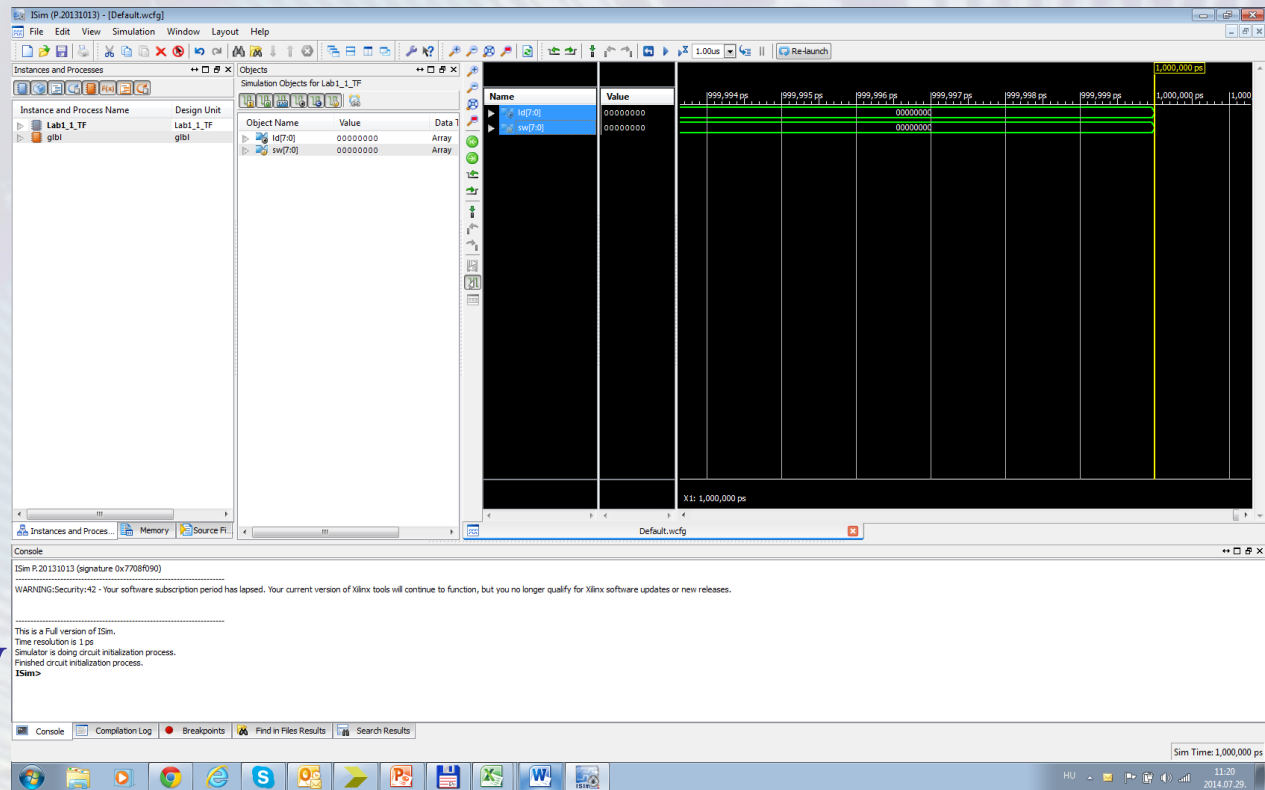 ISim (P.20131013) - [Default.wcfg]
File Edit View Simulation Window Layout Help
1.00us Re-launch
Instances and Processes
Instance and Process Name Design Unit
Lab1_1_TF Lab1_1_TF
glbl glbl
Instances and Proces... Memory Source Fi...
Objects
Simulation Objects for Lab1_1_TF
Object Name Value Data T
ld[7:0] 00000000 Array
sw[7:0] 00000000 Array
Name Value
ld[7:0] 00000000
sw[7:0] 00000000
1,000,000 ps
999,994 ps 999,995 ps 999,996 ps 999,997 ps 999,998 ps 999,999 ps 1,000,000 ps 1,000
00000000
00000000
X1: 1,000,000 ps
Default.wcfg
Console
ISim P.20131013 (signature 0x7708f090)
----------------------------------------------------------------------
WARNING:Security:42 - Your software subscription period has lapsed. Your current version of Xilinx tools will continue to function, but you no longer qualify for Xilinx software updates or new releases.
----------------------------------------------------------------------
This is a Full version of ISim.
Time resolution is 1 ps
Simulator is doing circuit initialization process.
Finished circuit initialization process.
ISim>
Console Compilation Log Breakpoints Find in Files Results Search Results
Sim Time: 1,000,000 ps
HU 11:20
2014.07.29.